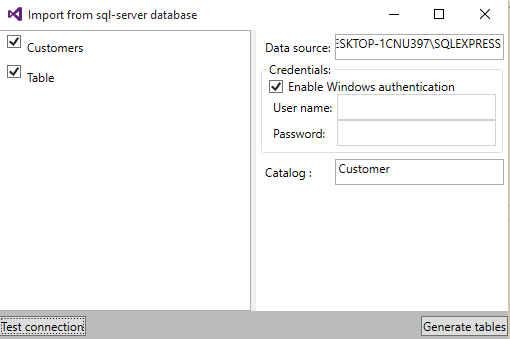 Import from sql-server database
Customers
Table
Data source:
ESKTOP-1CNU397\SQLEXPRESS
Credentials:
Enable Windows authentication
User name:
Password:
Catalog :
Customer
Test connection
Generate tables